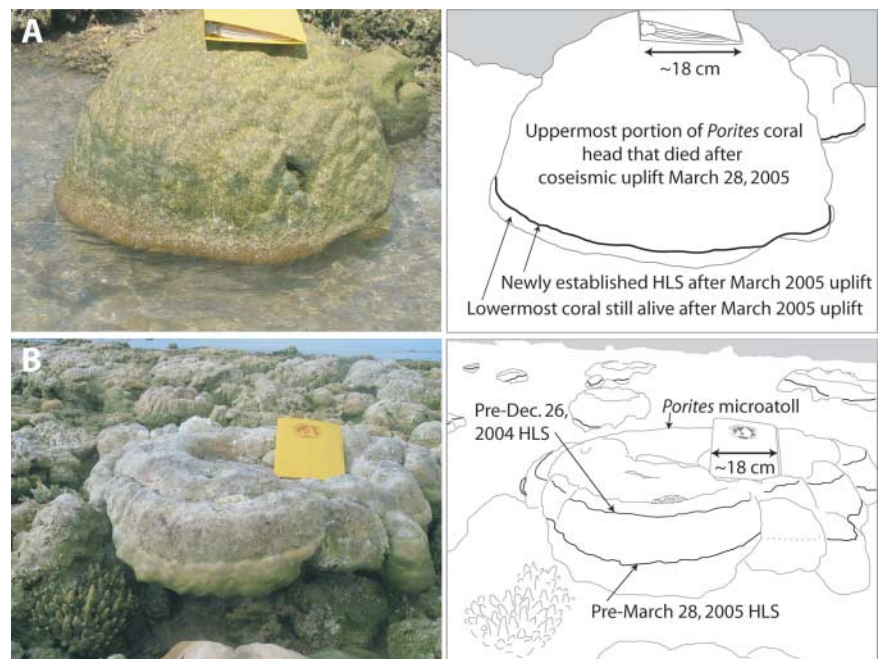 A
~18 cm
Uppermost portion of Porites coral
head that died after
coseismic uplift March 28, 2005
Newly established HLS after March 2005 uplift
Lowermost coral still alive after March 2005 uplift
B
Pre-Dec. 26,
2004 HLS
Porites microatoll
~18 cm
Pre-March 28, 2005 HLS